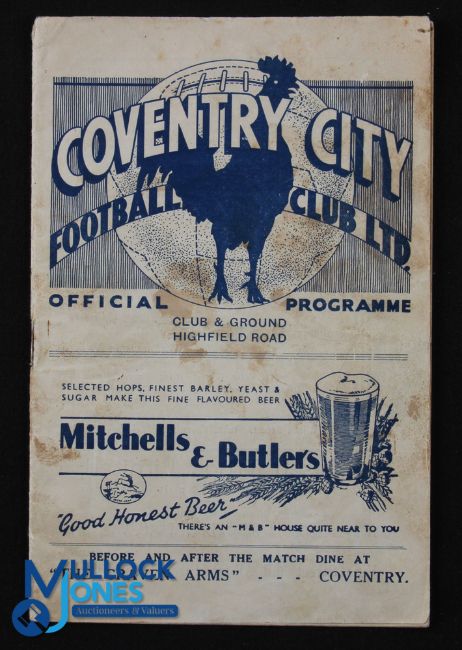 COVENTRY CITY
FOOTBALL CLUB LTD.
OFFICIAL PROGRAMME
CLUB & GROUND
HIGHFIELD ROAD
SELECTED HOPS, FINEST BARLEY, YEAST &
SUGAR MAKE THIS FINE FLAVOURED BEER
Mitchells
& Butlers
"Good Honest Beer"
THERE'S AN "M & B" HOUSE QUITE NEAR TO YOU
BEFORE AND AFTER THE MATCH DINE AT
"THE CRAVEN ARMS" - - - COVENTRY.
MULLOCK
JONES
Auctioneers & Valuers